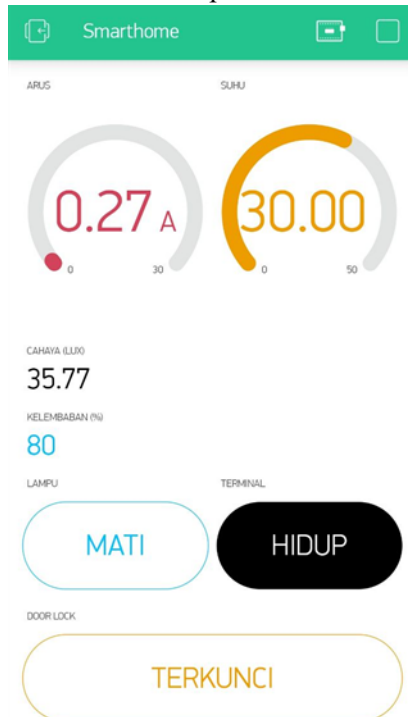 Smarthome
ARUS SUHU
0.27 A 30.00
0 30 0 50
CAHAYA (LUX)
35.77
KELEMBABAN (%)
80
LAMPU TERMINAL
MATI HIDUP
DOOR LOCK
TERKUNCI